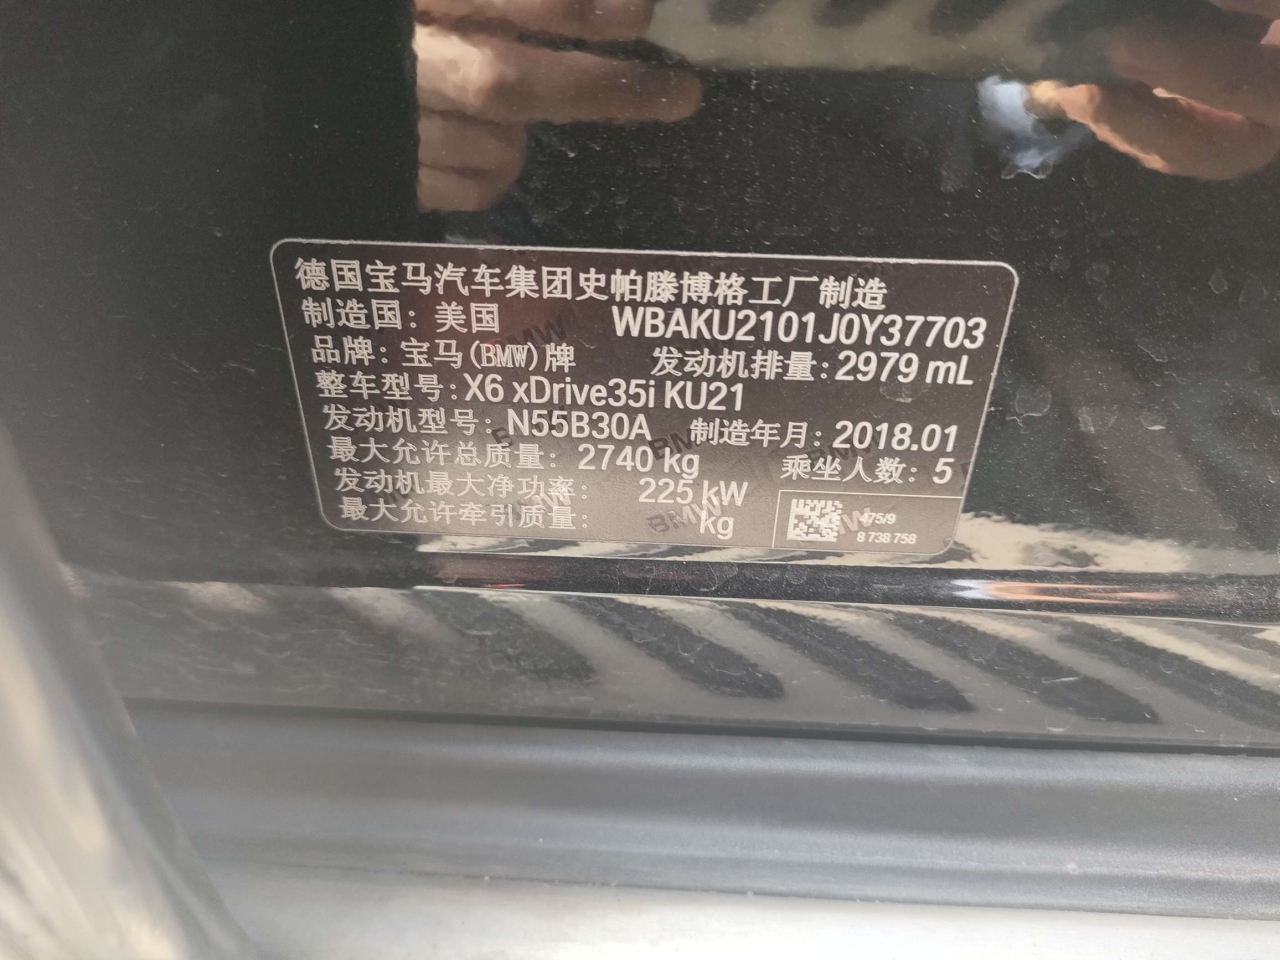 德国宝马汽车集团史帕滕博格工厂制造
制造国：美国 WBAKU2101J0Y37703
品牌：宝马(BMW)牌 发动机排量：2979 mL
整车型号：X6 xDrive35i KU21
发动机型号：N55B30A 制造年月：2018.01
最大允许总质量：2740 kg 乘坐人数：5
发动机最大净功率：225 kW
最大允许牵引质量： kg
475/9
8 738 758